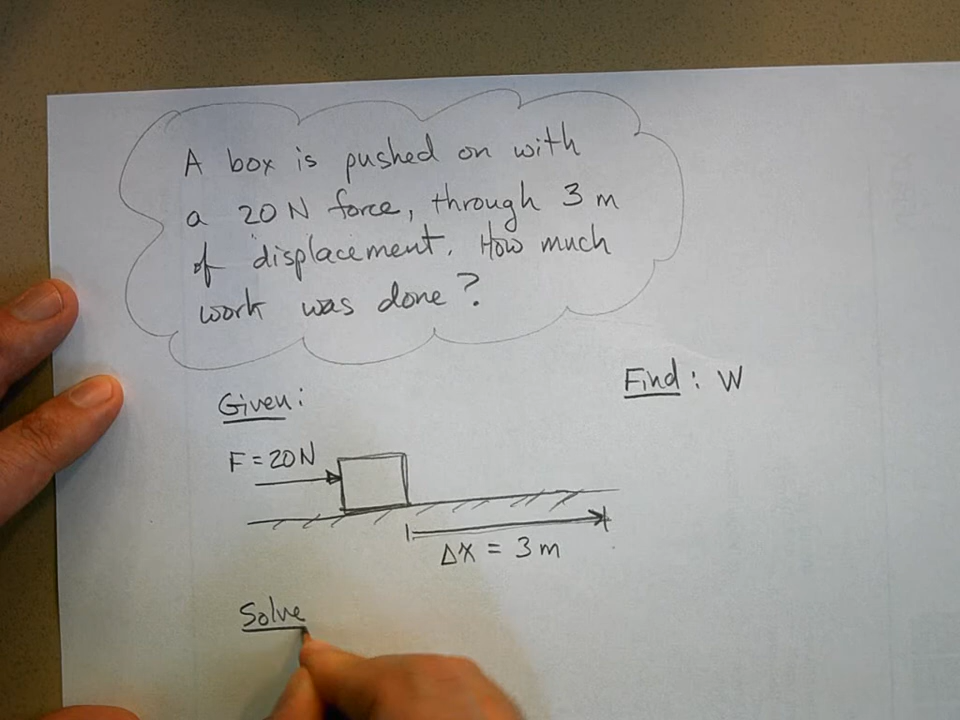 A box is pushed on with
a 20 N force, through 3 m
of displacement. How much
work was done?
Find: W
Given:
F = 20 N
Δx = 3 m
Solve